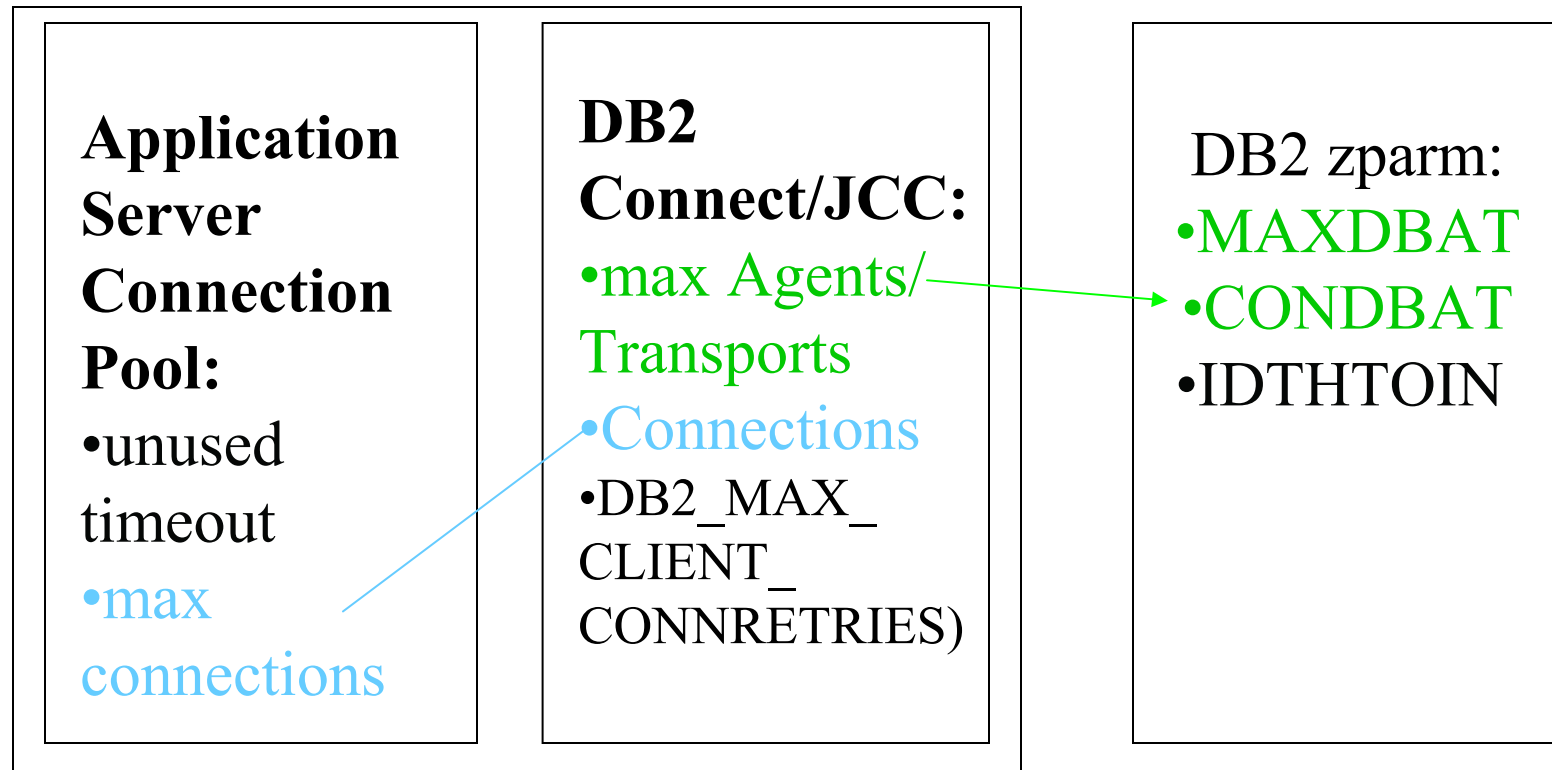 Application
Server
Connection
Pool:
•unused
timeout
•max
connections
DB2
Connect/JCC:
•max Agents/
Transports
•Connections
•DB2_MAX_
CLIENT_
CONNRETRIES)
DB2 zparm:
•MAXDBAT
•CONDBAT
•IDTHTOIN